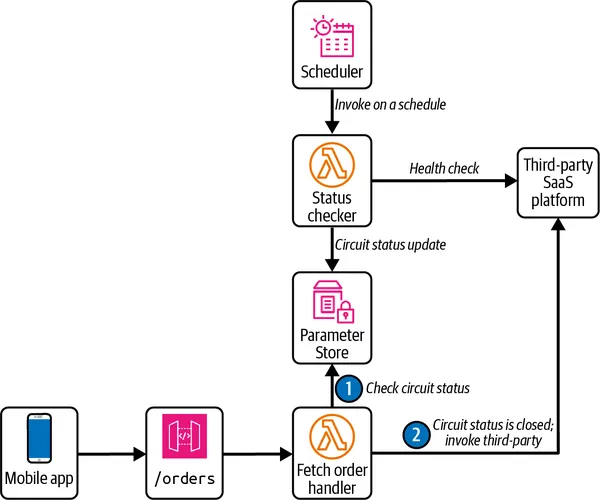 Scheduler
Invoke on a schedule
Status
checker
Health check
Third-party
SaaS
platform
Circuit status update
Parameter
Store
1
Check circuit status
Mobile app
/orders
Fetch order
handler
2
Circuit status is closed;
invoke third-party